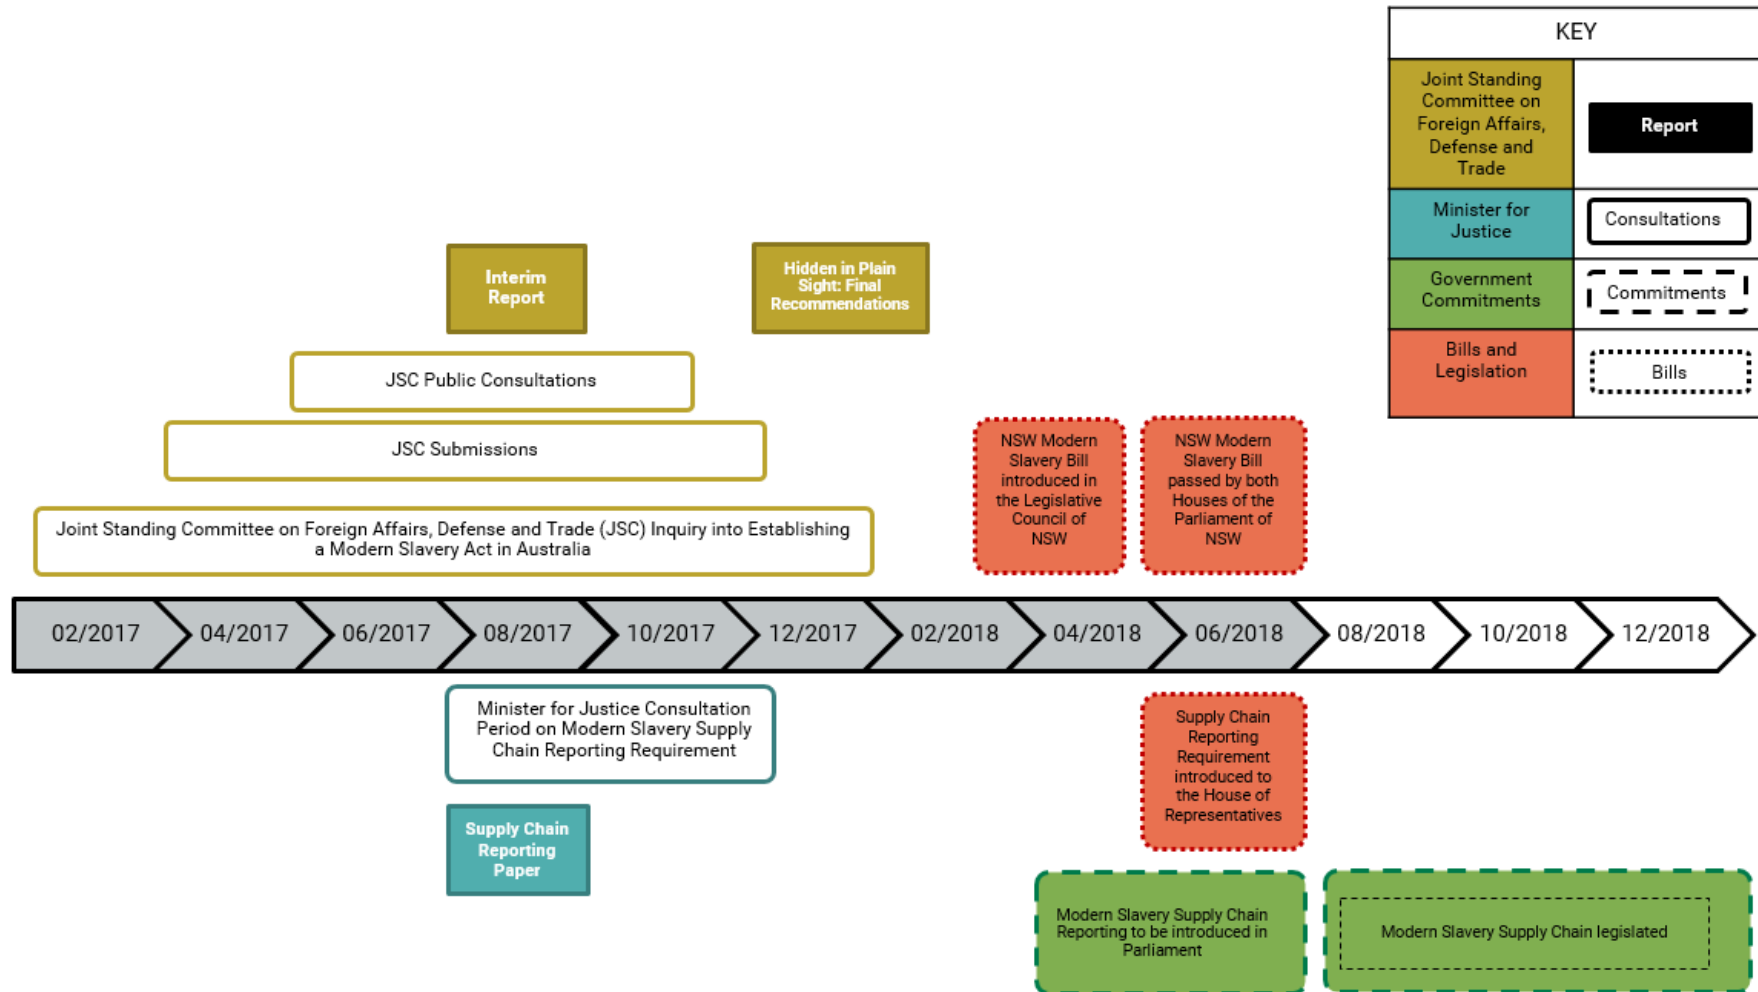 KEY
Joint Standing
Committee on
Foreign Affairs,
Defense and
Trade
Report
Minister for
Justice
Consultations
Government
Commitments
Commitments
Bills and
Legislation
Bills
Interim
Report
Hidden in Plain
Sight: Final
Recommendations
JSC Public Consultations
JSC Submissions
Joint Standing Committee on Foreign Affairs, Defense and Trade (JSC) Inquiry into Establishing
a Modern Slavery Act in Australia
NSW Modern
Slavery Bill
introduced in
the Legislative
Council of
NSW
NSW Modern
Slavery Bill
passed by both
Houses of the
Parliament of
NSW
02/2017
04/2017
06/2017
08/2017
10/2017
12/2017
02/2018
04/2018
06/2018
08/2018
10/2018
12/2018
Minister for Justice Consultation
Period on Modern Slavery Supply
Chain Reporting Requirement
Supply Chain
Reporting
Paper
Supply Chain
Reporting
Requirement
introduced to
the House of
Representatives
Modern Slavery Supply Chain
Reporting to be introduced in
Parliament
Modern Slavery Supply Chain legislated